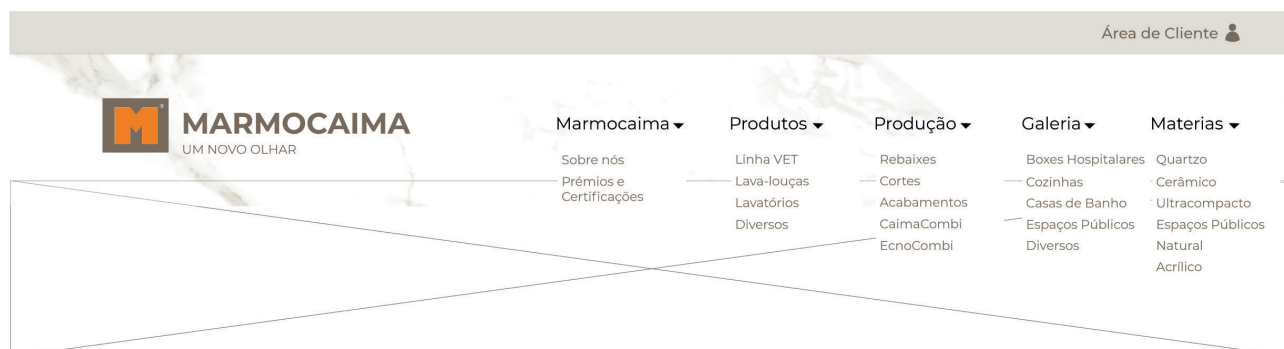 Área de Cliente
MARMOCAIMA
UM NOVO OLHAR
Marmocaima
Sobre nós
Prémios e
Certificações
Produtos
Linha VET
Lava-louças
Lavatórios
Diversos
Produção
Rebaixes
Cortes
Acabamentos
CaimaCombi
EcnoCombi
Galeria
Boxes Hospitalares
Cozinhas
Casas de Banho
Espaços Públicos
Diversos
Materias
Quartzo
Cerâmico
Ultracompacto
Espaços Públicos
Natural
Acrílico